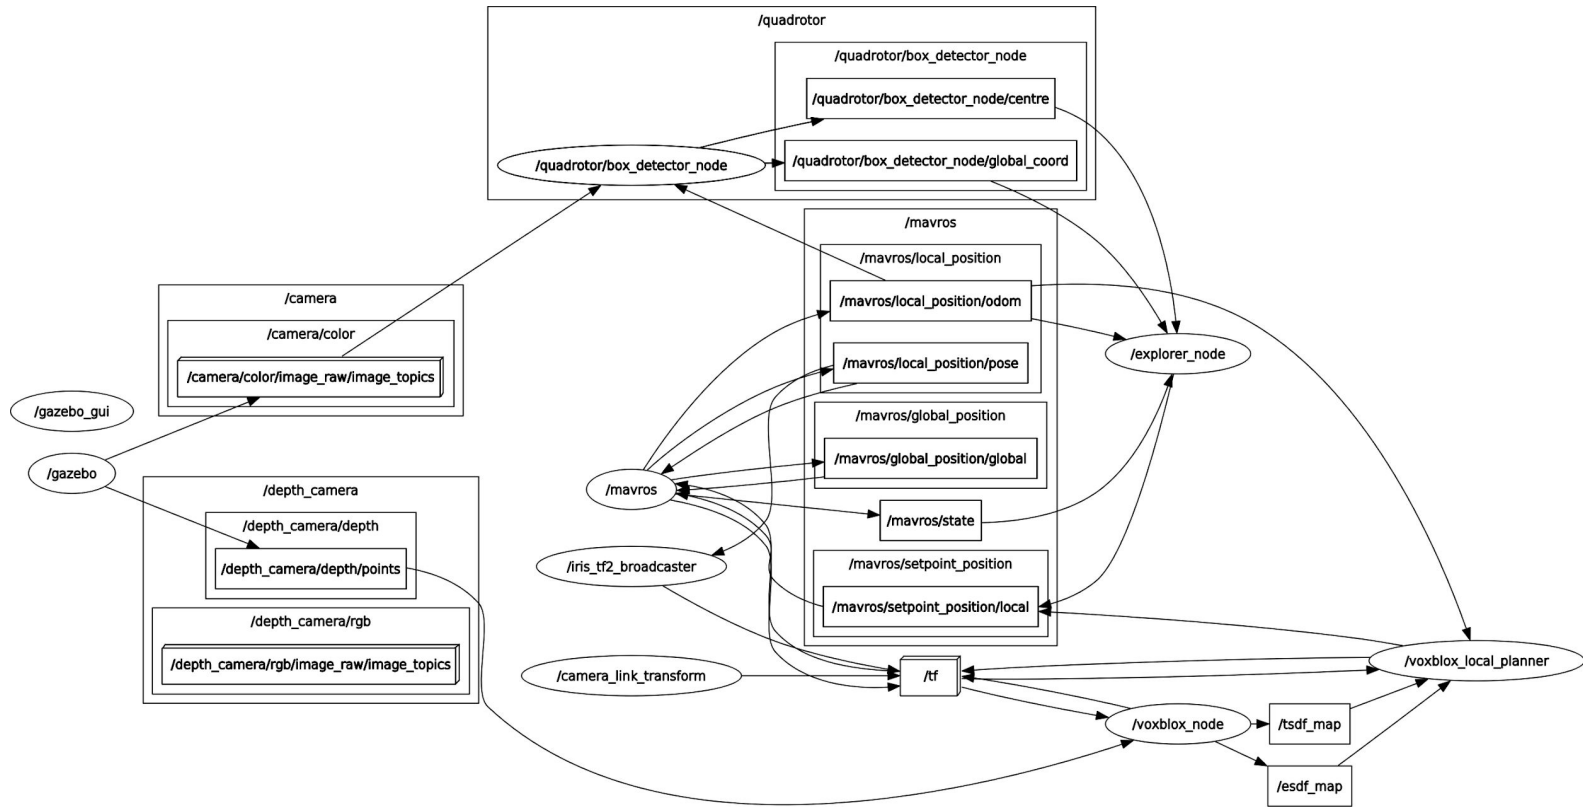 /quadrotor
/quadrotor/box_detector_node
/quadrotor/box_detector_node/centre
/quadrotor/box_detector_node
/quadrotor/box_detector_node/global_coord
/mavros
/mavros/local_position
/mavros/local_position/odom
/mavros/local_position/pose
/mavros/global_position
/mavros/global_position/global
/mavros/state
/mavros/setpoint_position
/mavros/setpoint_position/local
/camera
/camera/color
/camera/color/image_raw/image_topics
/explorer_node
/gazebo_gui
/gazebo
/depth_camera
/depth_camera/depth
/depth_camera/depth/points
/depth_camera/rgb
/depth_camera/rgb/image_raw/image_topics
/mavros
/iris_tf2_broadcaster
/camera_link_transform
/tf
/voxblox_local_planner
/voxblox_node
/tsdf_map
/esdf_map